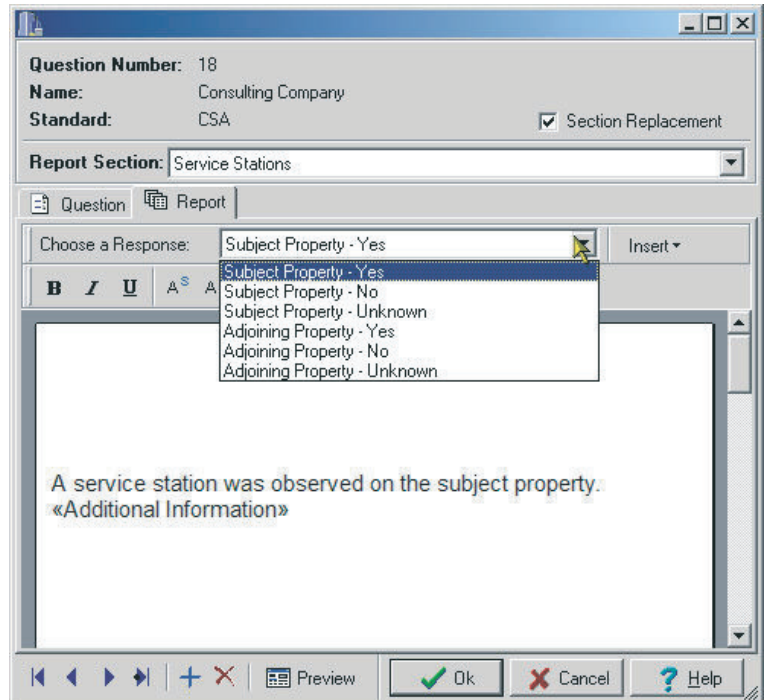 Question Number: 18
Name: Consulting Company
Standard: CSA
Section Replacement
Report Section: Service Stations
Question Report
Choose a Response: Subject Property - Yes Insert
B I U A S A
Subject Property - Yes
Subject Property - No
Subject Property - Unknown
Adjoining Property - Yes
Adjoining Property - No
Adjoining Property - Unknown
A service station was observed on the subject property.
«Additional Information»
Preview Ok Cancel Help